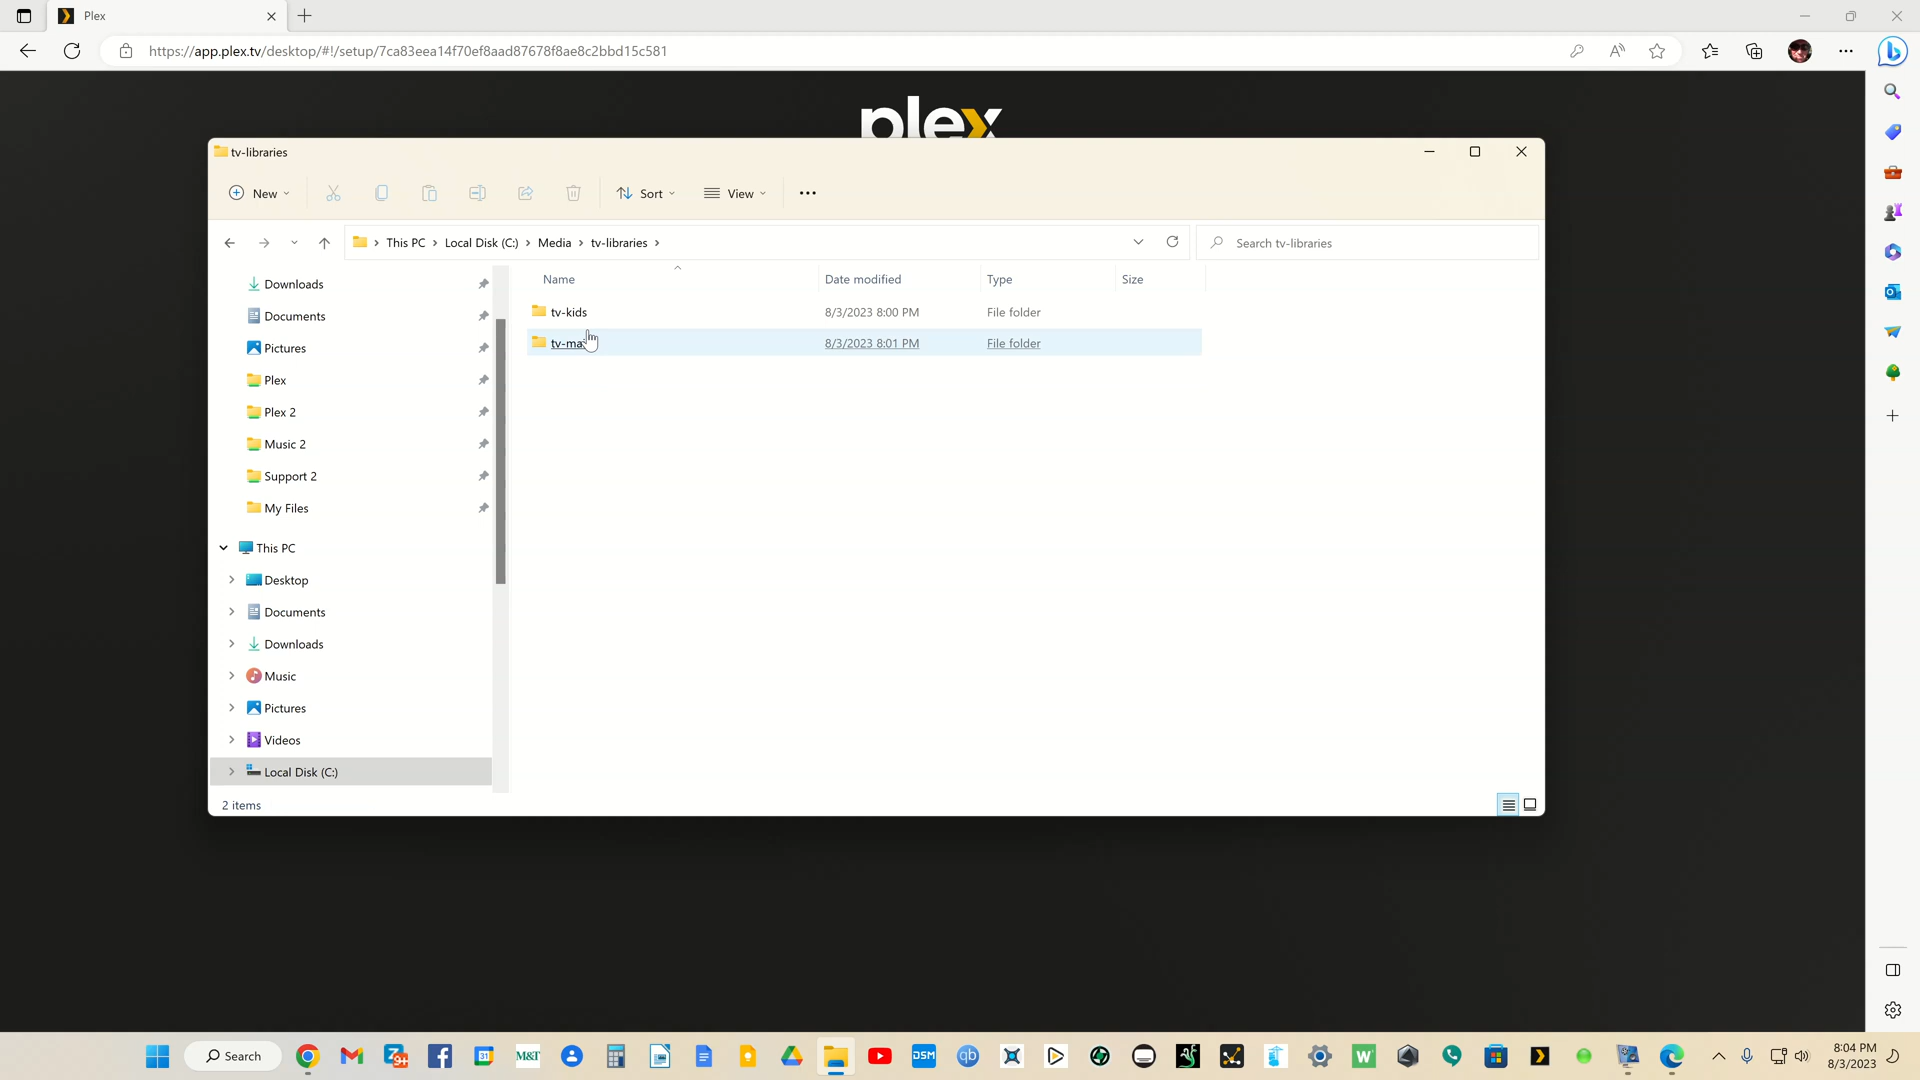 Plex
https://app.plex.tv/desktop/#!/setup/7ca83eea14f70ef8aad87678f8ae8c2bbd15c581
plex
tv-libraries
New
Sort
View
This PC > Local Disk (C:) > Media > tv-libraries >
Search tv-libraries
Name Date modified Type Size
Downloads
Documents
Pictures
Plex
Plex 2
Music 2
Support 2
My Files
This PC
Desktop
Documents
Downloads
Music
Pictures
Videos
Local Disk (C:)
tv-kids 8/3/2023 8:00 PM File folder
8/3/2023 8:01 PM File folder
2 items
Search
31
M&T
DSM
qb
W
8:04 PM
8/3/2023